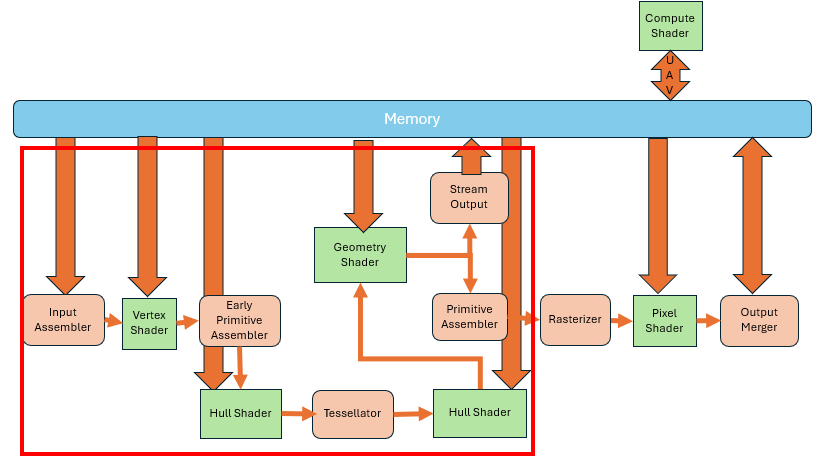 Compute
Shader
U
A
V
Memory
Stream
Output
Geometry
Shader
Input
Assembler
Vertex
Shader
Early
Primitive
Assembler
Primitive
Assembler
Rasterizer
Pixel
Shader
Output
Merger
Hull Shader
Tessellator
Hull Shader